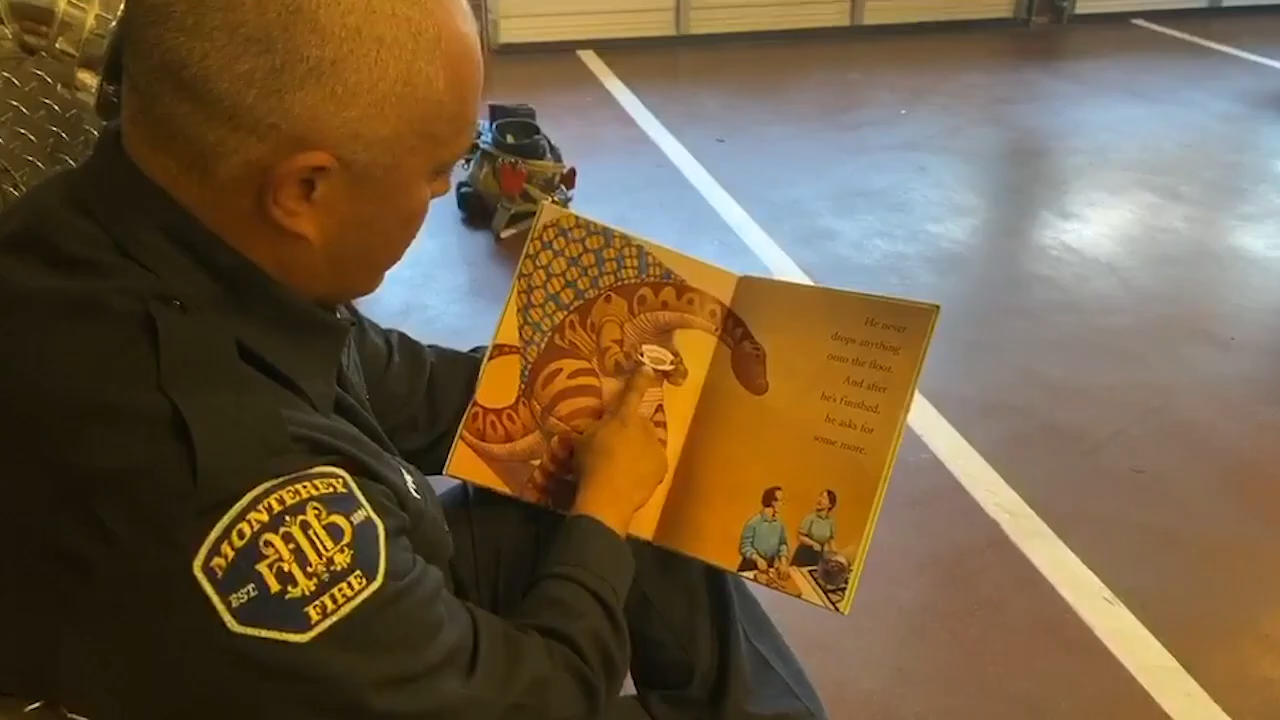 He never
drops anything
onto the floor.
And after
he's finished,
he asks for
some more.
MONTEREY
EST
FIRE